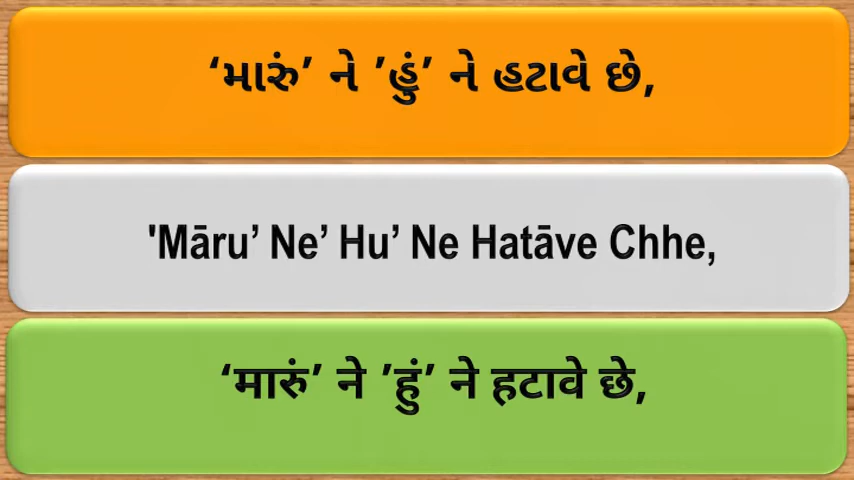 ‘મારું’ ને ’હું’ ને હટાવે છે,
'Māru’ Ne’ Hu’ Ne Hatāve Chhe,
‘मारुं’ ने ’हुं’ ने हटावे छे,